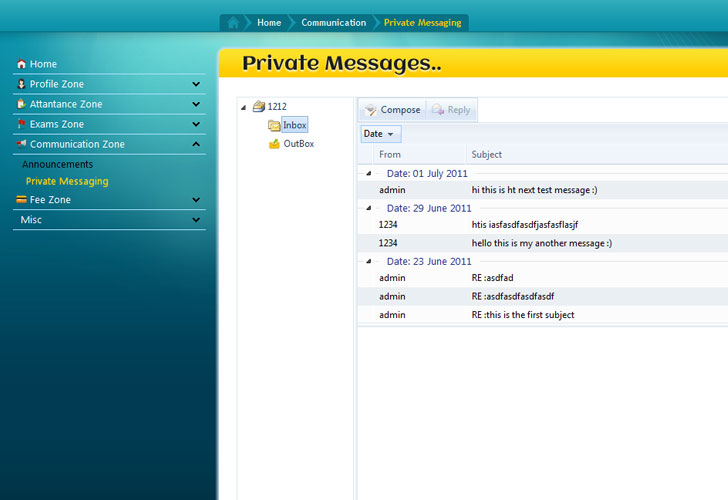 Home Communication Private Messaging
Home
Profile Zone
Attantance Zone
Exams Zone
Communication Zone
Announcements
Private Messaging
Fee Zone
Misc
Private Messages..
1212
Inbox
OutBox
Compose Reply
Date
From Subject
Date: 01 July 2011
admin hi this is ht next test message :)
Date: 29 June 2011
1234 htis iasfasdfasdfjasfasflasjf
1234 hello this is my another message :)
Date: 23 June 2011
admin RE :asdfad
admin RE :asdfasdfasdfasdf
admin RE :this is the first subject